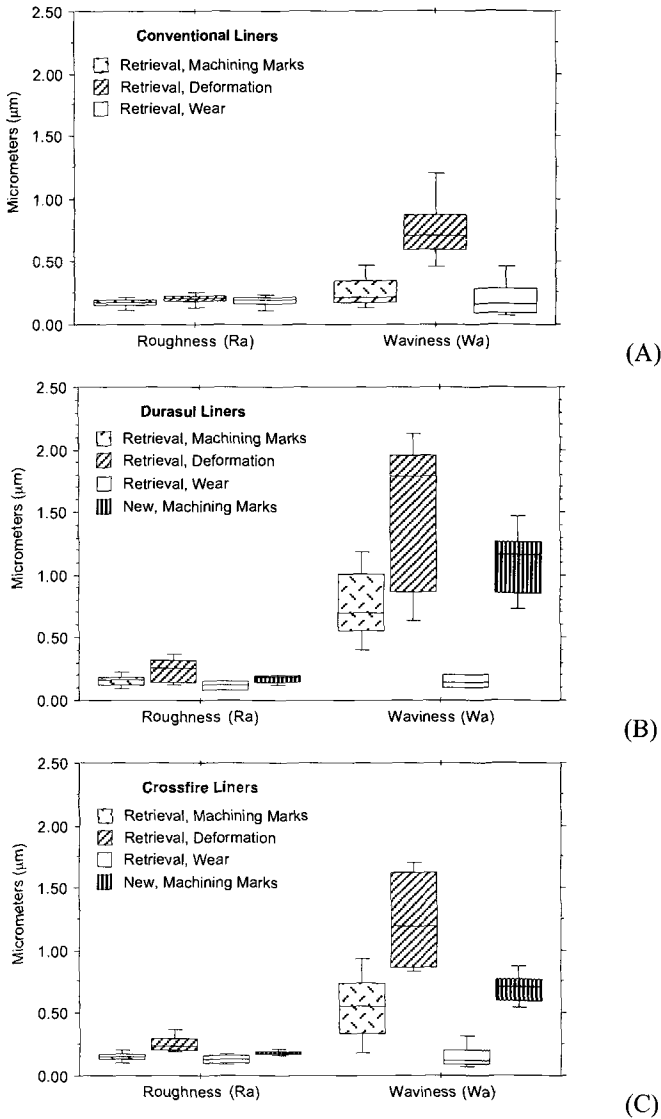 2.50
2.00
1.50
1.00
0.50
0.00
Micrometers (µm)
Conventional Liners
Retrieval, Machining Marks
Retrieval, Deformation
Retrieval, Wear
Roughness (Ra)
Waviness (Wa)
(A)
2.50
2.00
1.50
1.00
0.50
0.00
Micrometers (µm)
Durasul Liners
Retrieval, Machining Marks
Retrieval, Deformation
Retrieval, Wear
New, Machining Marks
Roughness (Ra)
Waviness (Wa)
(B)
2.50
2.00
1.50
1.00
0.50
0.00
Micrometers (µm)
Crossfire Liners
Retrieval, Machining Marks
Retrieval, Deformation
Retrieval, Wear
New, Machining Marks
Roughness (Ra)
Waviness (Wa)
(C)